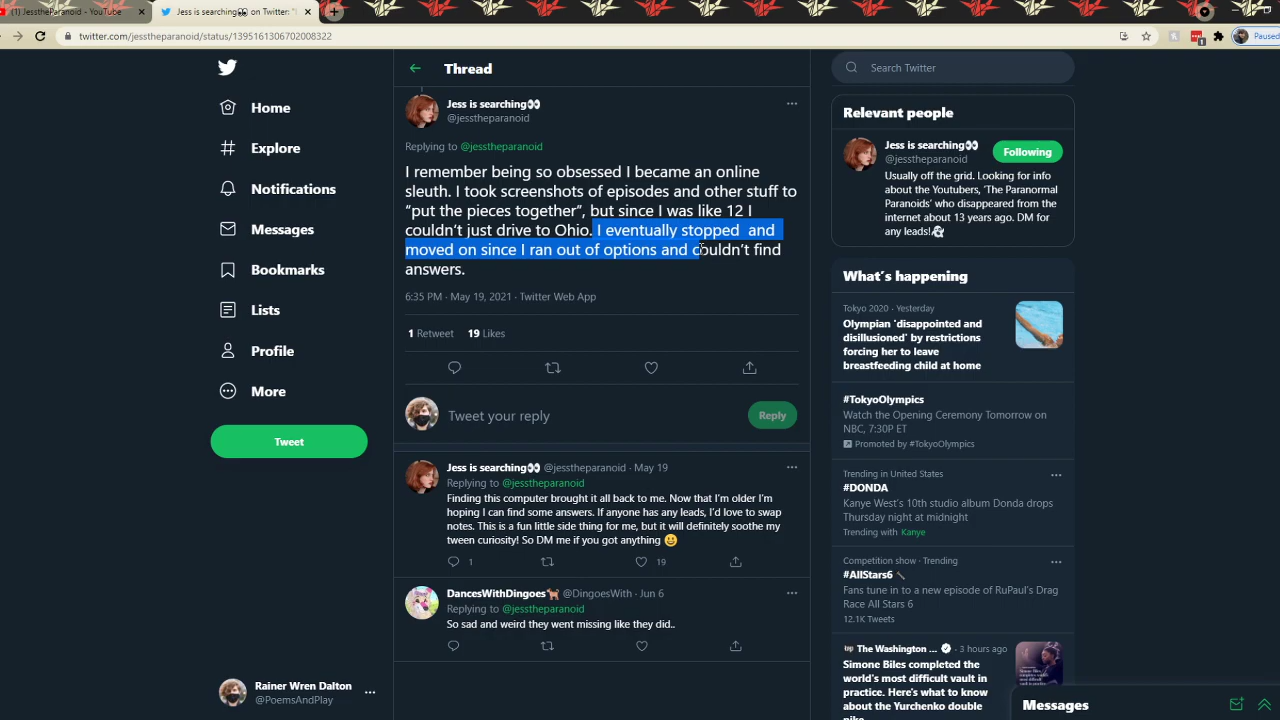 (1) JesstheParanoid - YouTube
Jess is searching👀 on Twitter: "I
twitter.com/jesstheparanoid/status/1395161306702008322
Paused
Home
Explore
Notifications
Messages
Bookmarks
Lists
Profile
More
Tweet
Rainer Wren Dalton
@PoemsAndPlay
Thread
Jess is searching👀
@jesstheparanoid
Replying to @jesstheparanoid
I remember being so obsessed I became an online
sleuth. I took screenshots of episodes and other stuff to
“put the pieces together”, but since I was like 12 I
couldn’t just drive to Ohio. I eventually stopped and
moved on since I ran out of options and couldn’t find
answers.
6:35 PM · May 19, 2021 · Twitter Web App
1 Retweet 19 Likes
Tweet your reply
Reply
Jess is searching👀 @jesstheparanoid · May 19
Replying to @jesstheparanoid
Finding this computer brought it all back to me. Now that I’m older I’m
hoping I can find some answers. If anyone has any leads, I’d love to swap
notes. This is a fun little side thing for me, but it will definitely soothe my
tween curiosity! So DM me if you got anything 😀
1 19
DancesWithDingoes🐕 @DingoesWith · Jun 6
Replying to @jesstheparanoid
So sad and weird they went missing like they did..
Search Twitter
Relevant people
Jess is searching👀
@jesstheparanoid
Following
Usually off the grid. Looking for info
about the Youtubers, ‘The Paranormal
Paranoids’ who disappeared from the
internet about 13 years ago. DM for
any leads!👻
What’s happening
Tokyo 2020 · Yesterday
Olympian 'disappointed and
disillusioned' by restrictions
forcing her to leave
breastfeeding child at home
#TokyoOlympics
Watch the Opening Ceremony Tomorrow on
NBC, 7:30P ET
Promoted by #TokyoOlympics
Trending in United States
#DONDA
Kanye West's 10th studio album Donda drops
Thursday night at midnight
Trending with Kanye
Competition show · Trending
#AllStars6
Fans tune in to a new episode of RuPaul's Drag
Race All Stars 6
12.1K Tweets
The Washington ... · 3 hours ago
Simone Biles completed the
world’s most difficult vault in
practice. Here’s what to know
about the Yurchenko double
pike.
Messages